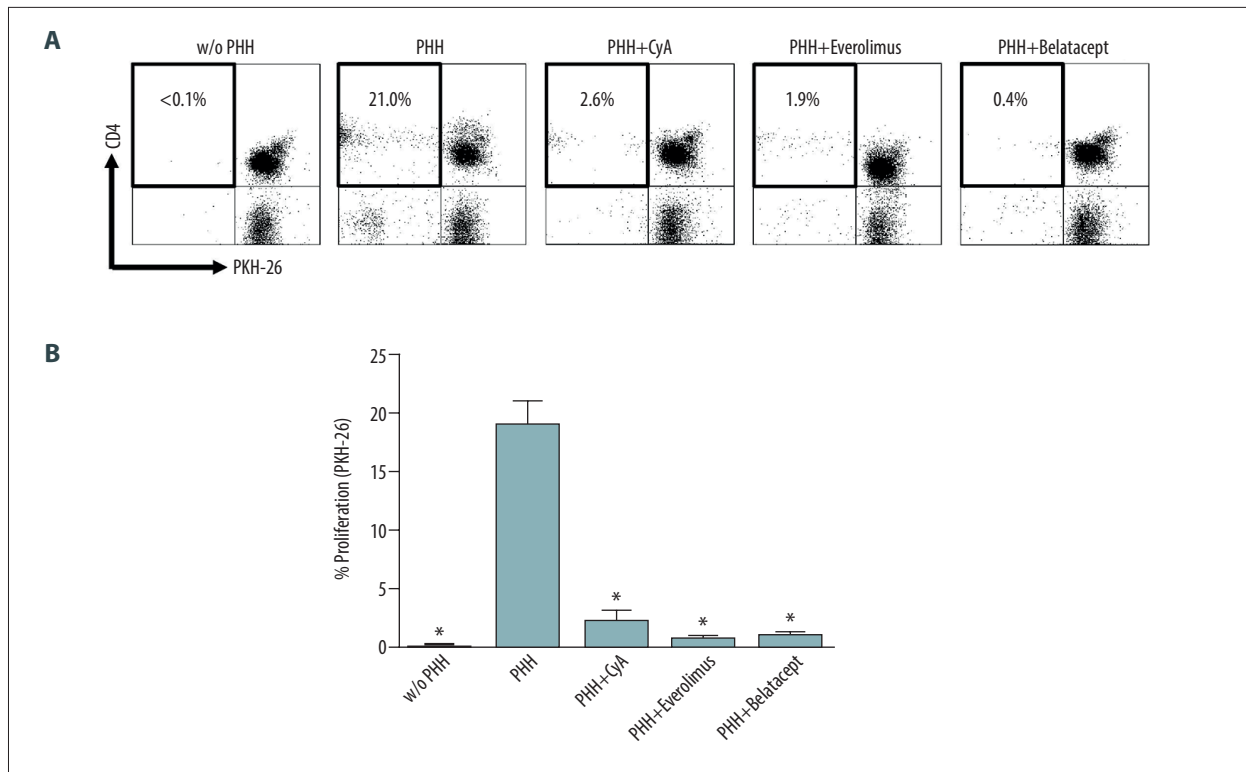 A
w/o PHH
PHH
PHH+CyA
PHH+Everolimus
PHH+Belatacept
<0.1%
21.0%
2.6%
1.9%
0.4%
CD4
PKH-26
B
% Proliferation (PKH-26)
25
20
15
10
5
0
*
*
*
*
w/o PHH
PHH
PHH+CyA
PHH+Everolimus
PHH+Belatacept